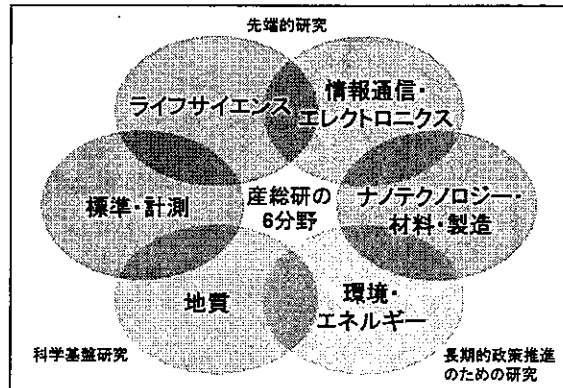 先端的研究
ライフサイエンス
情報通信・
エレクトロニクス
標準・計測
産総研の
6分野
ナノテクノロジー・
材料・製造
地質
環境・
エネルギー
科学基盤研究
長期的政策推進
のための研究